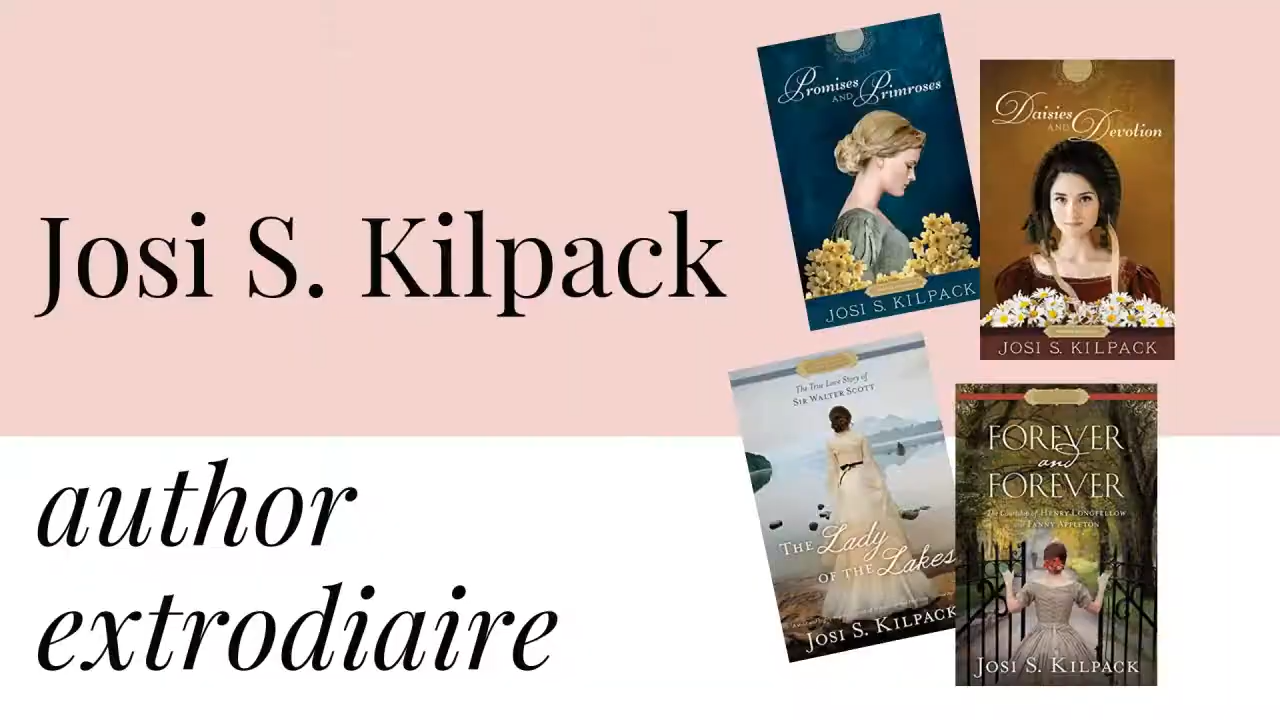 Josi S. Kilpack
author
extrodiaire
Promises
AND Primroses
JOSI S. KILPACK
Daisies
AND Devotion
JOSI S. KILPACK
The True Love Story of
SIR WALTER SCOTT
THE Lady
OF THE Lakes
JOSI S. KILPACK
FOREVER
and
FOREVER
The Courtship of HENRY LONGFELLOW
FANNY APPLETON
JOSI S. KILPACK